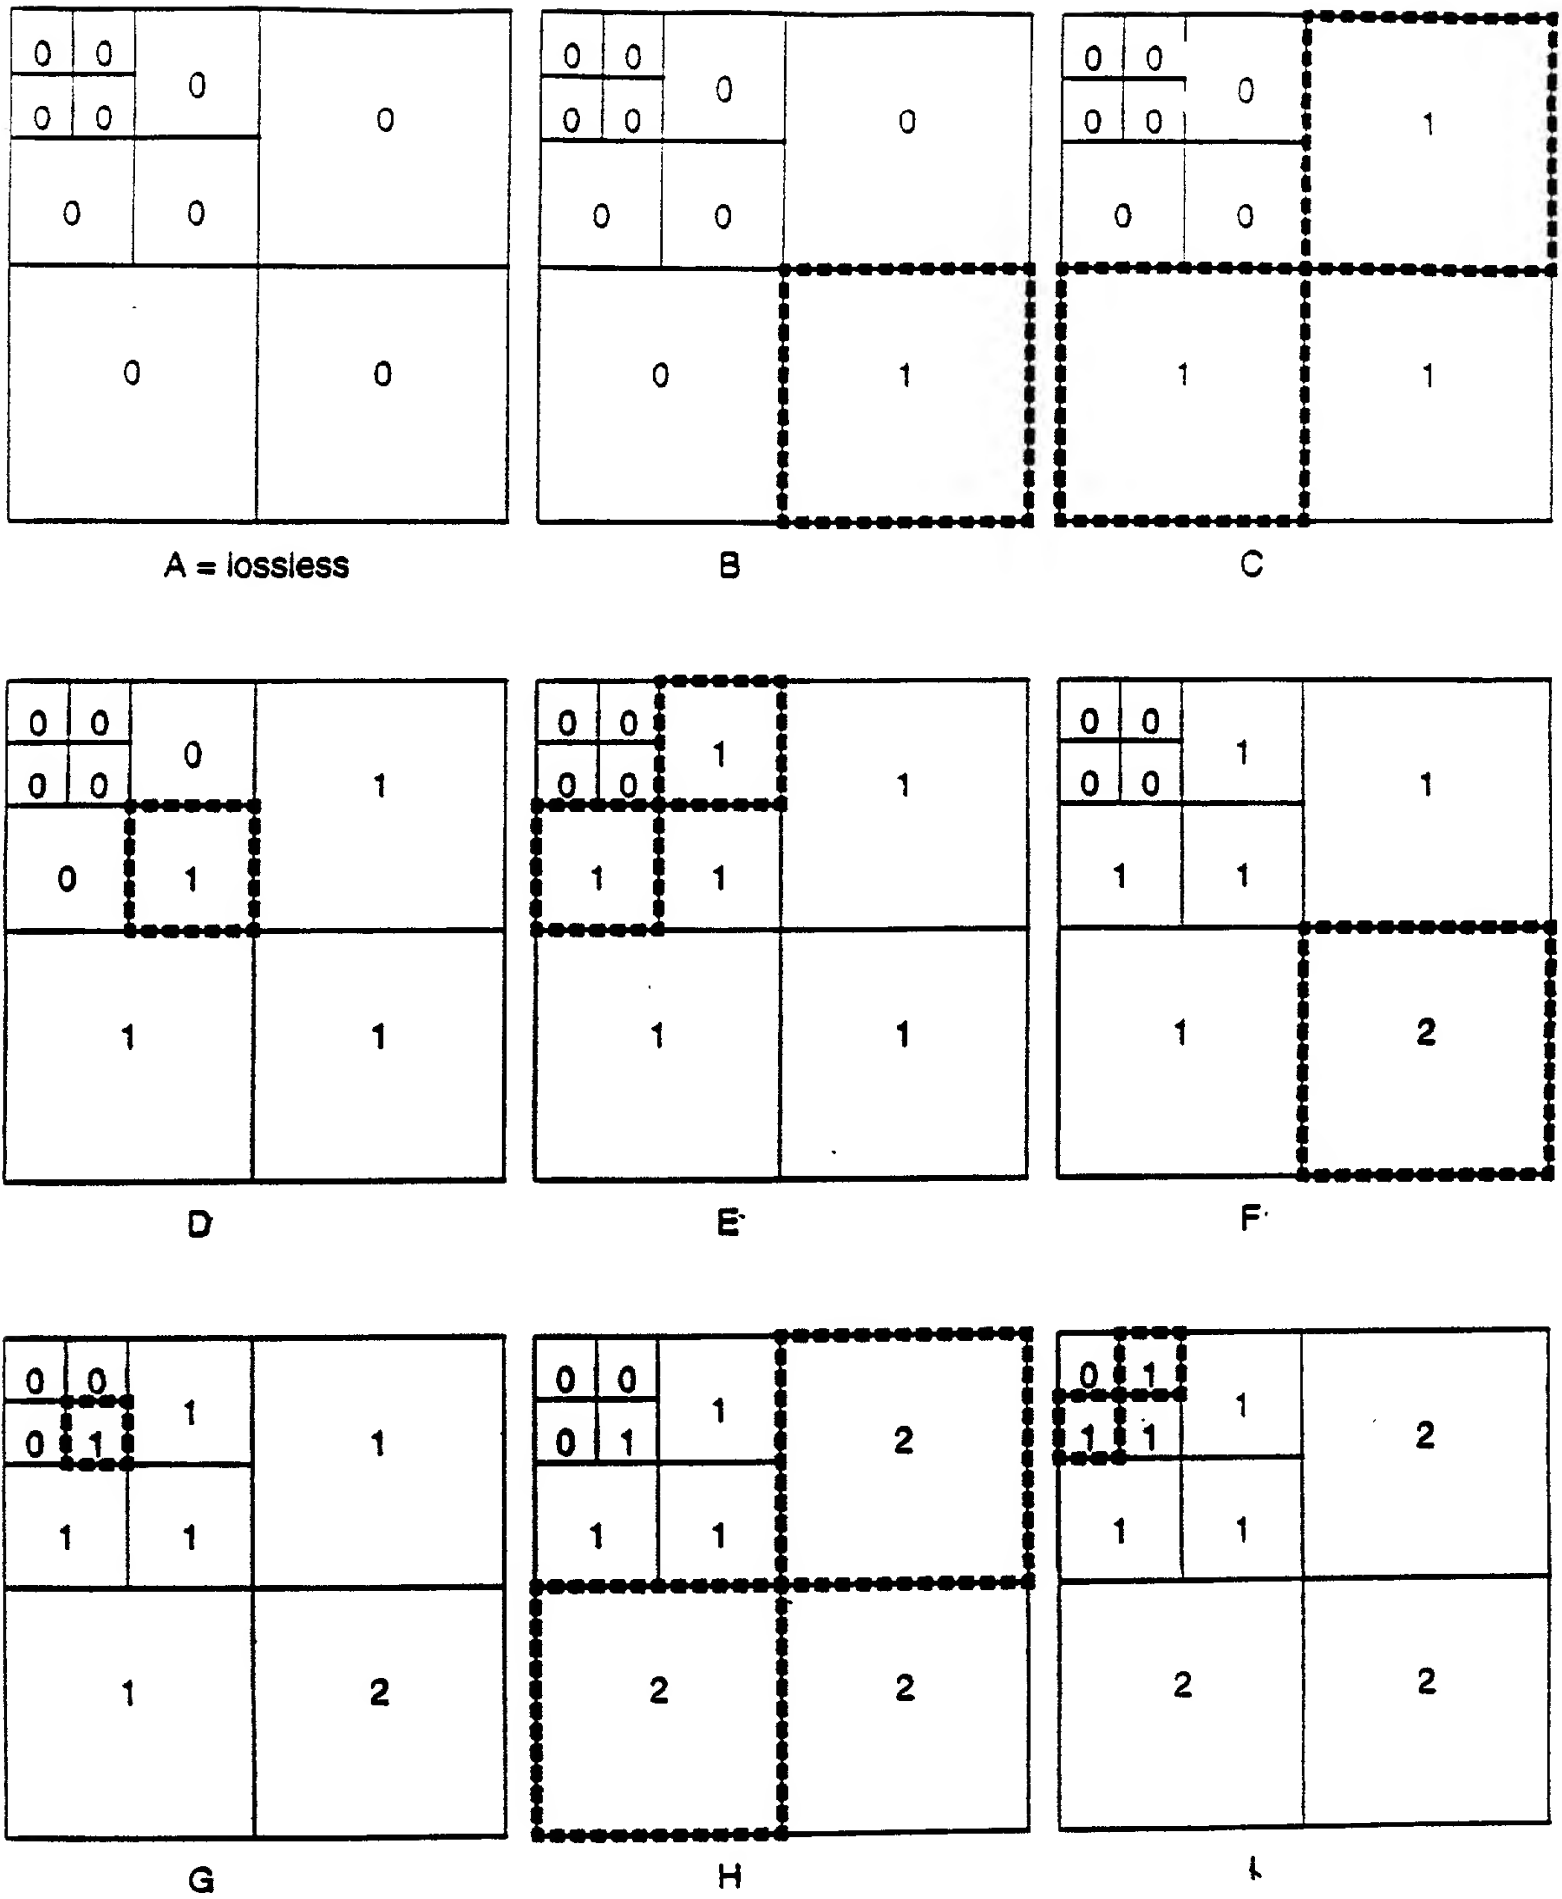 0 0 0 0 0 0
0 0 0 0 1
0 0 0 0 0 0
0 0 0 0 0 0
0 0 0 1 1 1
A = lossless B C
0 0 0 1 0 0 1 1 0 0 1 1
0 0 0 0 0 0
0 1 1 1 1 1
1 1 1 1 1 2
D E F
0 0 1 1 0 0 1 2 0 1 1 2
0 1 0 1 1 1
1 1 1 1 1 1
1 2 2 2 2 2
G H I